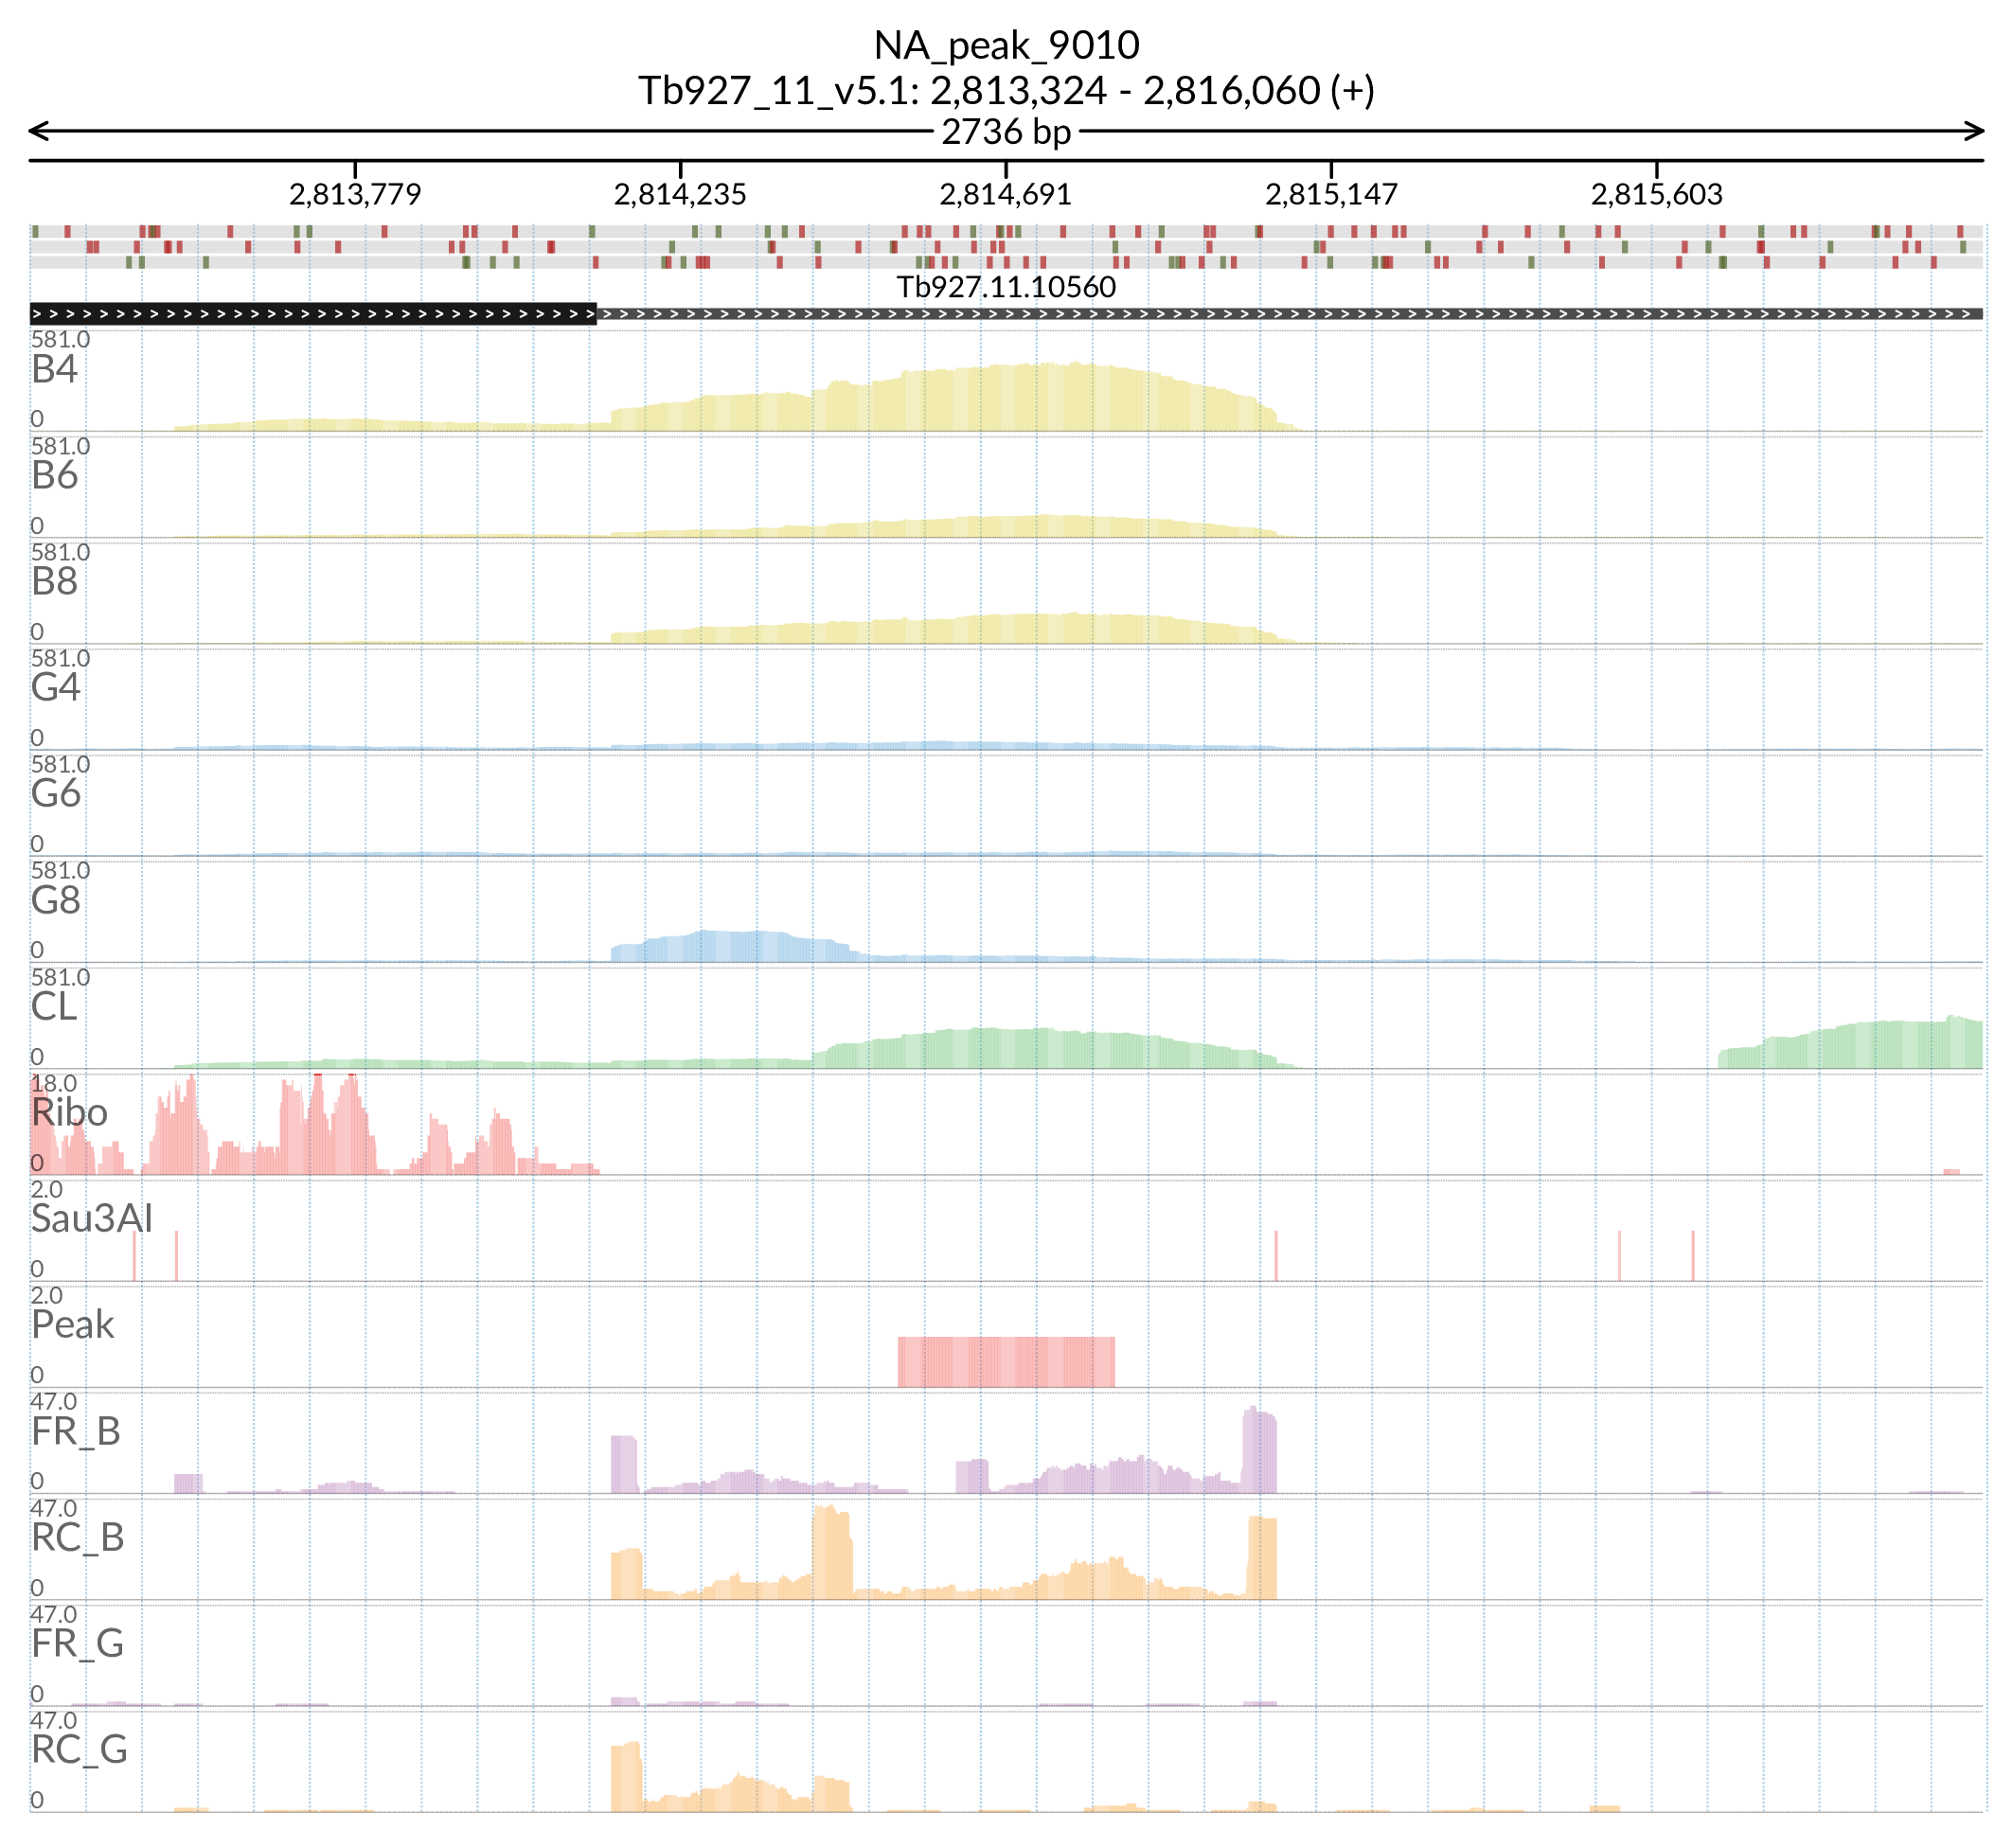 NA_peak_9010
Tb927_11_v5.1: 2,813,324 - 2,816,060 (+)
2736 bp
2,813,779 2,814,235 2,814,691 2,815,147 2,815,603
Tb927.11.10560
581.0
B4
0
581.0
B6
0
581.0
B8
0
581.0
G4
0
581.0
G6
0
581.0
G8
0
581.0
CL
0
18.0
Ribo
0
2.0
Sau3AI
0
2.0
Peak
0
47.0
FR_B
0
47.0
RC_B
0
47.0
FR_G
0
47.0
RC_G
0